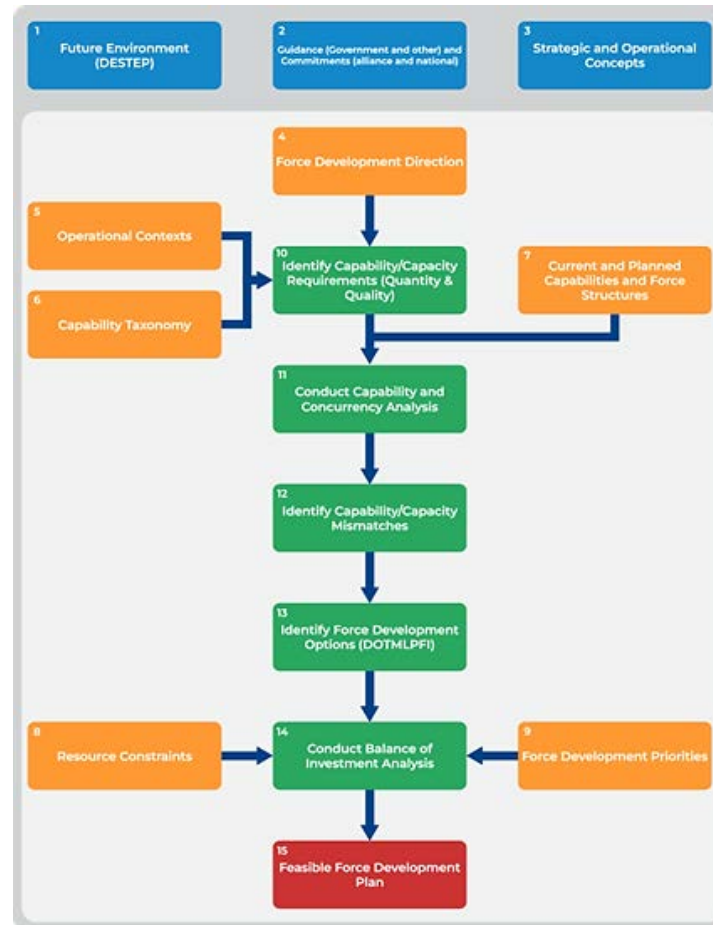 1
Future Environment
(DESTEP)
2
Guidance (Government and other) and
Commitments (alliance and national)
3
Strategic and Operational
Concepts
4
Force Development Direction
5
Operational Contexts
6
Capability Taxonomy
10
Identify Capability/Capacity
Requirements (Quantity &
Quality)
7
Current and Planned
Capabilities and Force
Structures
11
Conduct Capability and
Concurrency Analysis
12
Identify Capability/Capacity
Mismatches
13
Identify Force Development
Options (DOTMLPFI)
8
Resource Constraints
14
Conduct Balance of
Investment Analysis
9
Force Development Priorities
15
Feasible Force Development
Plan